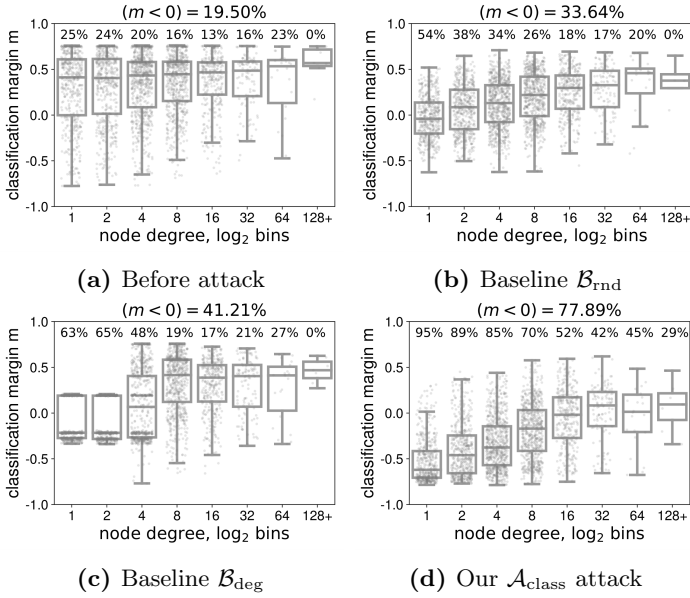 (m < 0) = 19.50%
25% 24% 20% 16% 13% 16% 23% 0%
classification margin m
1.0
0.5
0.0
-0.5
-1.0
1 2 4 8 16 32 64 128+
node degree, log₂ bins
(a) Before attack
(m < 0) = 33.64%
54% 38% 34% 26% 18% 17% 20% 0%
classification margin m
1.0
0.5
0.0
-0.5
-1.0
1 2 4 8 16 32 64 128+
node degree, log₂ bins
(b) Baseline 𝓑rnd
(m < 0) = 41.21%
63% 65% 48% 19% 17% 21% 27% 0%
classification margin m
1.0
0.5
0.0
-0.5
-1.0
1 2 4 8 16 32 64 128+
node degree, log₂ bins
(c) Baseline 𝓑deg
(m < 0) = 77.89%
95% 89% 85% 70% 52% 42% 45% 29%
classification margin m
1.0
0.5
0.0
-0.5
-1.0
1 2 4 8 16 32 64 128+
node degree, log₂ bins
(d) Our 𝓐class attack